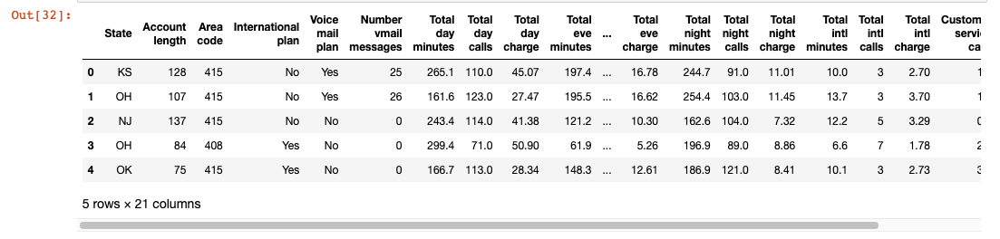 Out[32]:
State Account length Area code International plan Voice mail plan Number vmail messages Total day minutes Total day calls Total day charge Total eve minutes ... Total eve charge Total night minutes Total night calls Total night charge Total intl minutes Total intl calls Total intl charge
0 KS 128 415 No Yes 25 265.1 110.0 45.07 197.4 ... 16.78 244.7 91.0 11.01 10.0 3 2.70 1
1 OH 107 415 No Yes 26 161.6 123.0 27.47 195.5 ... 16.62 254.4 103.0 11.45 13.7 3 3.70 1
2 NJ 137 415 No No 0 243.4 114.0 41.38 121.2 ... 10.30 162.6 104.0 7.32 12.2 5 3.29 0
3 OH 84 408 Yes No 0 299.4 71.0 50.90 61.9 ... 5.26 196.9 89.0 8.86 6.6 7 1.78 2
4 OK 75 415 Yes No 0 166.7 113.0 28.34 148.3 ... 12.61 186.9 121.0 8.41 10.1 3 2.73 3
5 rows × 21 columns